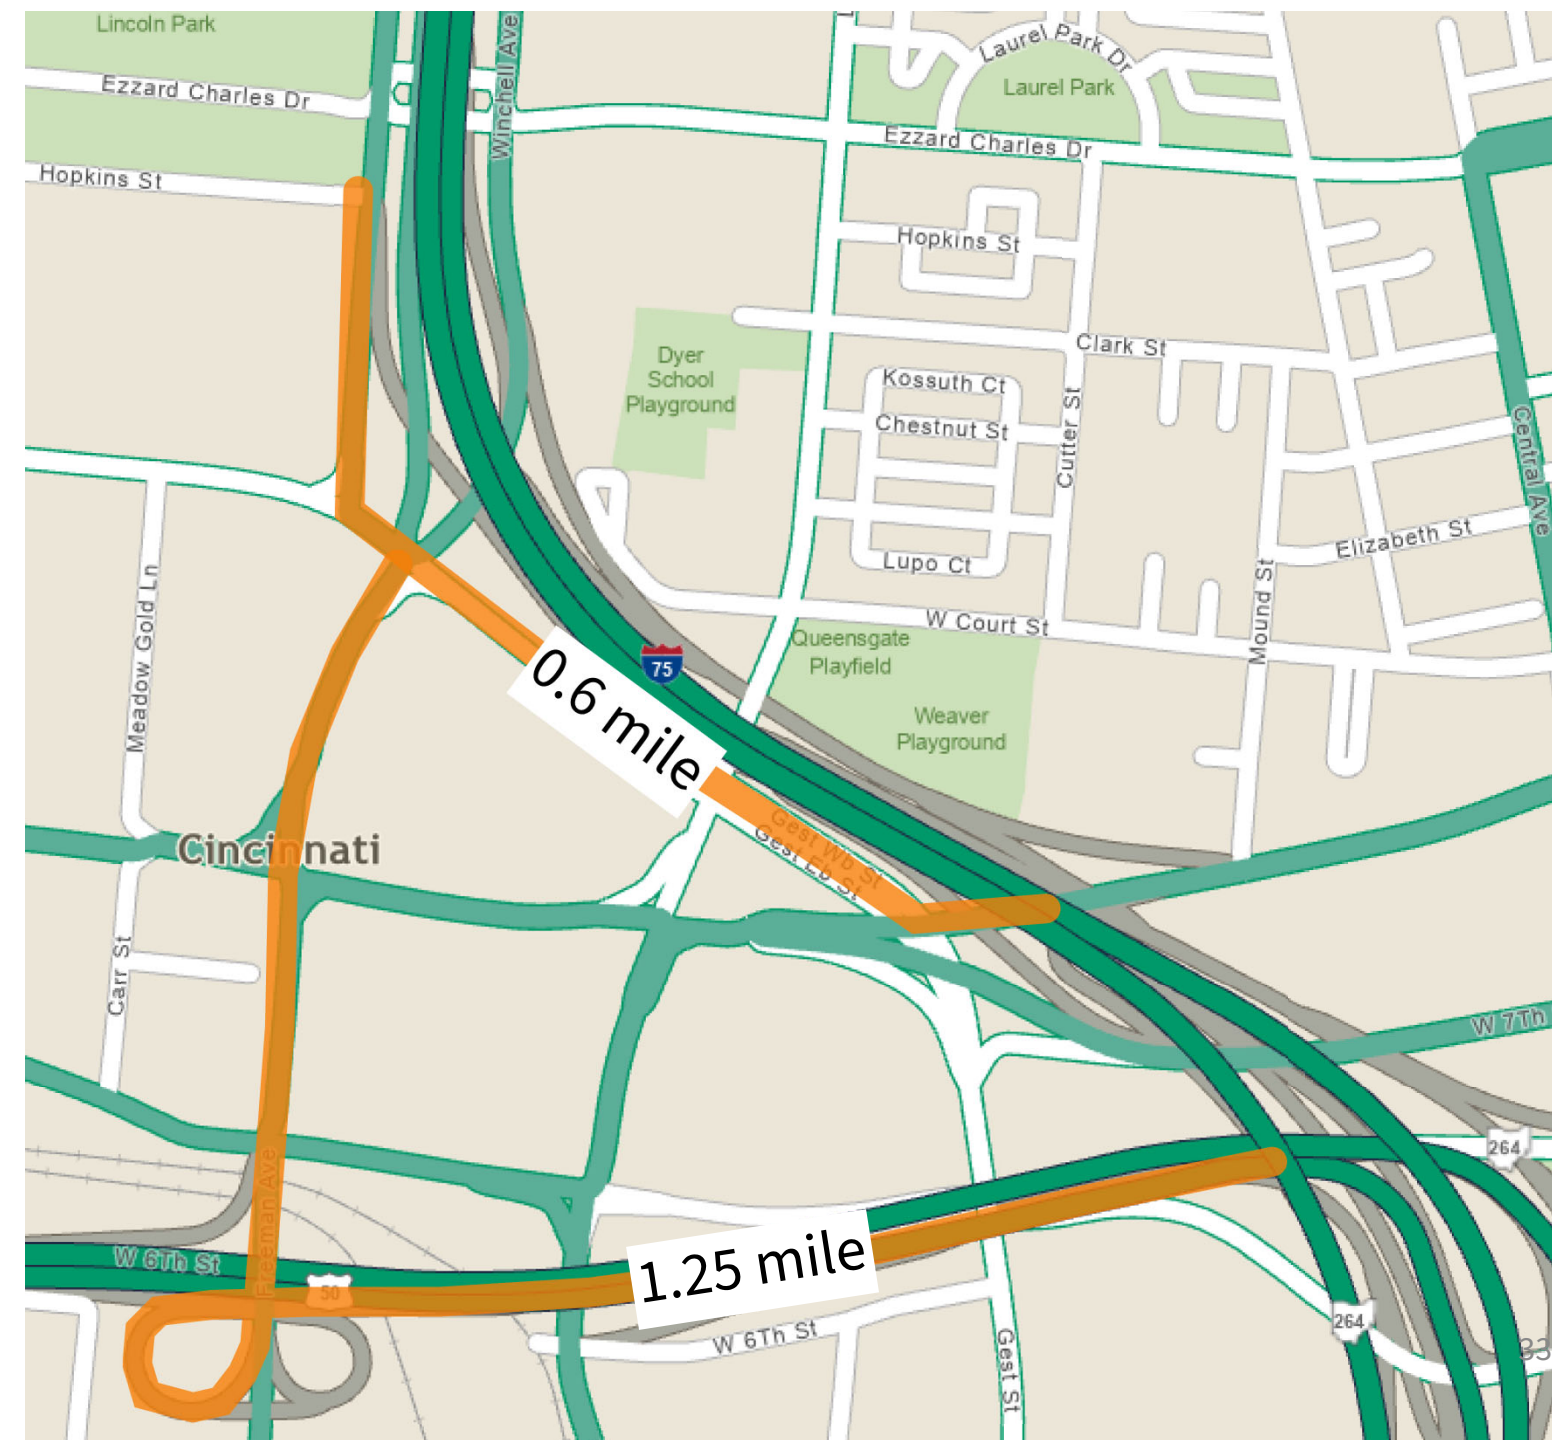 Lincoln Park
Winchell Ave
Laurel Park Dr
Laurel Park
Ezzard Charles Dr
Ezzard Charles Dr
Hopkins St
Hopkins St
Clark St
Dyer
School
Playground
Kossuth Ct
Chestnut St
Cutter St
Central Ave
Elizabeth St
Lupo Ct
Mound St
Meadow Gold Ln
W Court St
Queensgate
Playfield
75
0.6 mile
Weaver
Playground
Gest Wb St
Gest Eb St
Cincinnati
Carr St
W 7Th
264
Freeman Ave
W 6Th St
50
1.25 mile
264
W 6Th St
Gest St